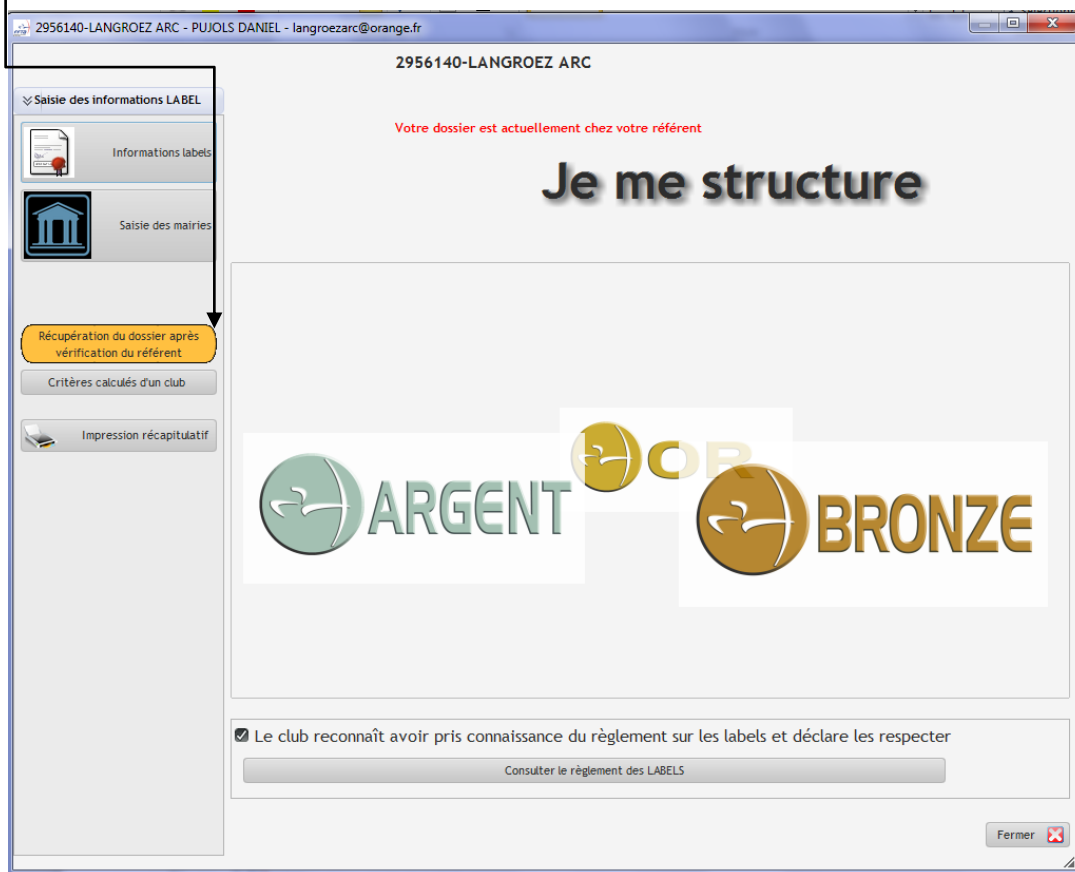 2956140-LANGROEZ ARC - PUJOLS DANIEL - langroezarc@orange.fr
2956140-LANGROEZ ARC
Saisie des informations LABEL
Votre dossier est actuellement chez votre référent
Informations labels
Je me structure
Saisie des mairies
Récupération du dossier après
vérification du référent
Critères calculés d'un club
Impression récapitulatif
OR
ARGENT
BRONZE
Le club reconnaît avoir pris connaissance du règlement sur les labels et déclare les respecter
Consulter le règlement des LABELS
Fermer